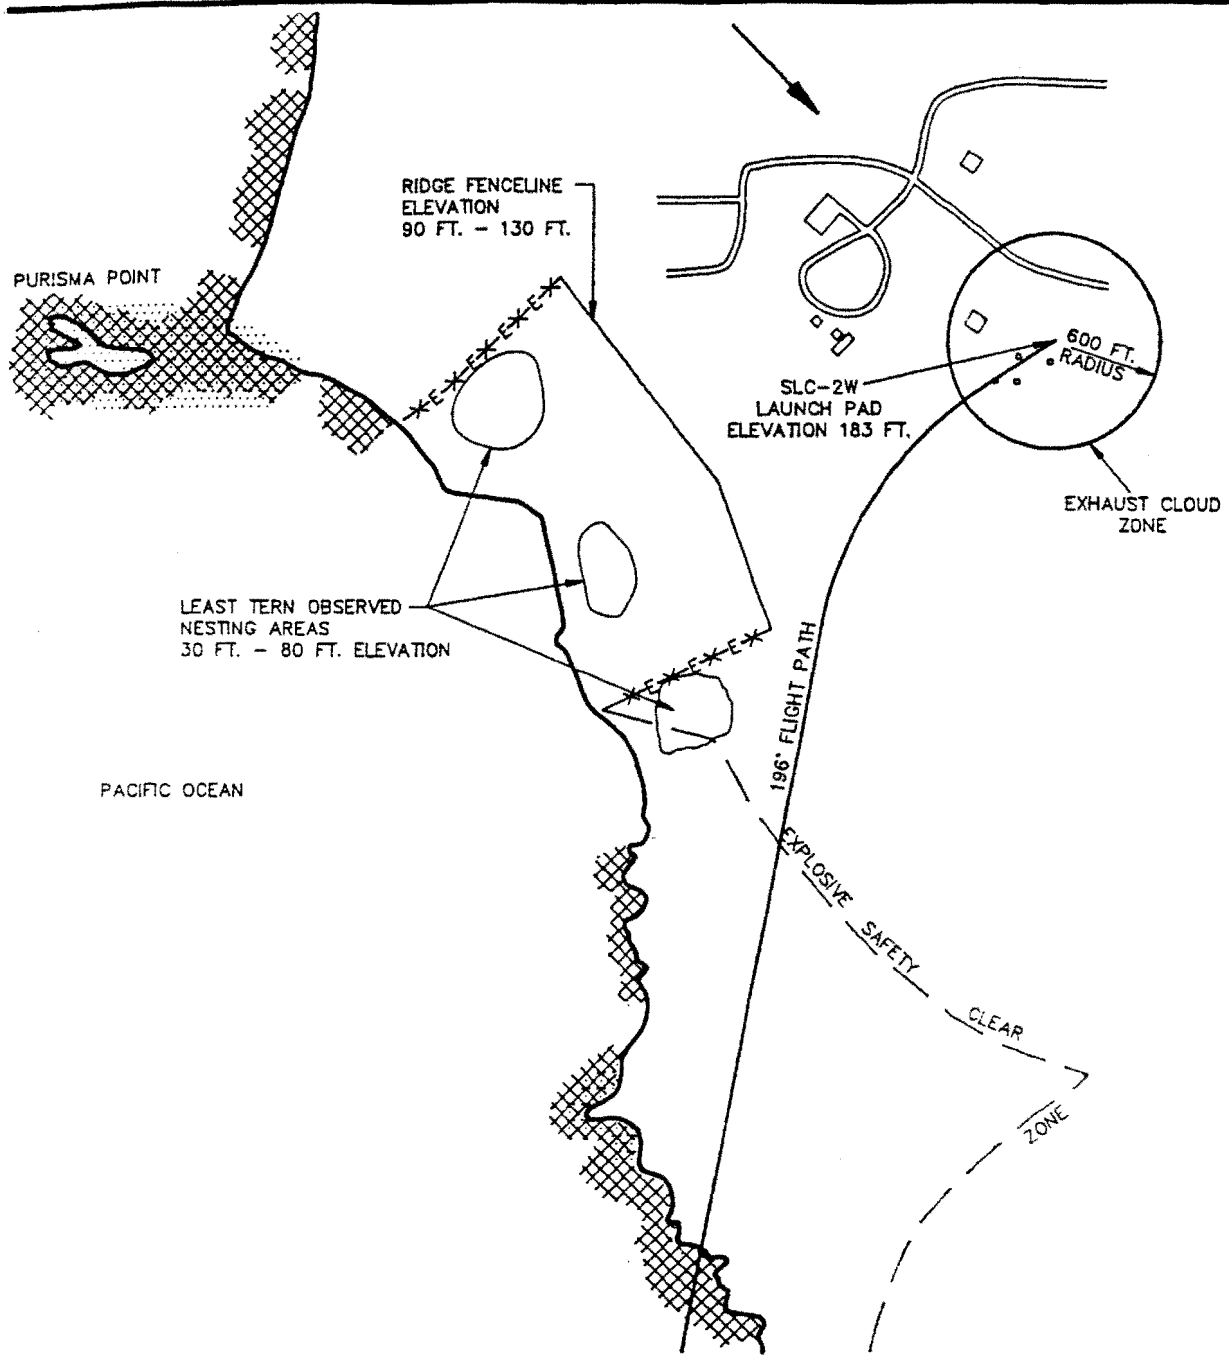 RIDGE FENCELINE
ELEVATION
90 FT. – 130 FT.
PURISMA POINT
E E E E
600 FT.
RADIUS
SLC–2W
LAUNCH PAD
ELEVATION 183 FT.
EXHAUST CLOUD
ZONE
LEAST TERN OBSERVED
NESTING AREAS
30 FT. – 80 FT. ELEVATION
E E E
196° FLIGHT PATH
PACIFIC OCEAN
EXPLOSIVE SAFETY CLEAR ZONE